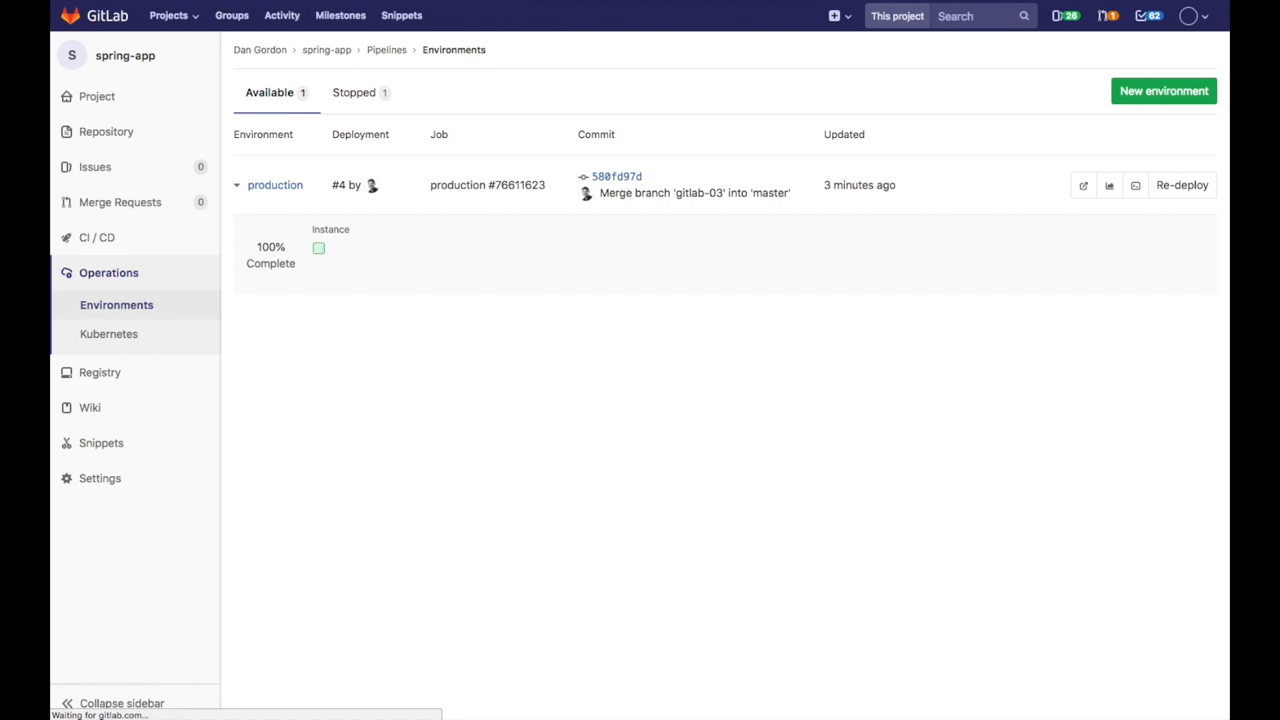 GitLab Projects Groups Activity Milestones Snippets This project Search 26 1 62
S spring-app
Project
Repository
Issues 0
Merge Requests 0
CI / CD
Operations
Environments
Kubernetes
Registry
Wiki
Snippets
Settings
Collapse sidebar
Dan Gordon › spring-app › Pipelines › Environments
Available 1 Stopped 1 New environment
Environment Deployment Job Commit Updated
production #4 by production #76611623 580fd97d 3 minutes ago Re-deploy
Merge branch 'gitlab-03' into 'master'
Instance
100%
Complete
Waiting for gitlab.com...